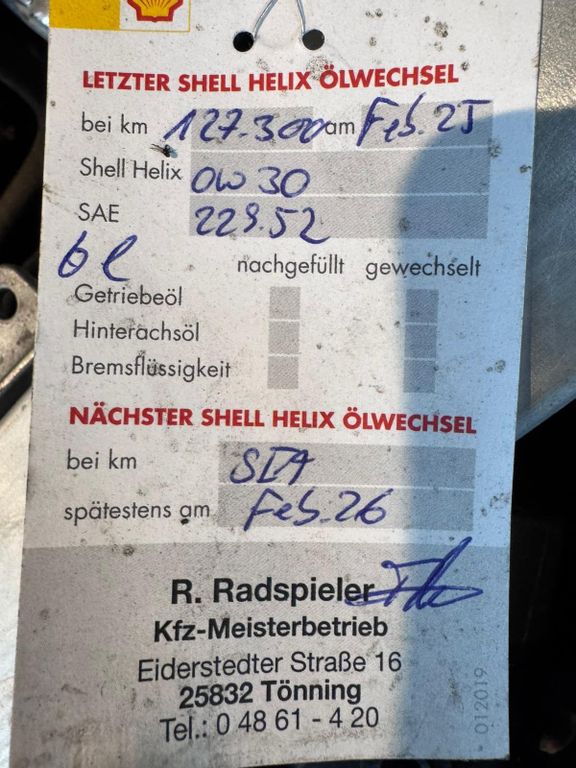 LETZTER SHELL HELIX ÖLWECHSEL
bei km 127.300 am Feb. 25
Shell Helix 0W30
SAE 229.52
6l nachgefüllt gewechselt
Getriebeöl
Hinterachsöl
Bremsflüssigkeit
NÄCHSTER SHELL HELIX ÖLWECHSEL
bei km
spätestens am Feb. 26
R. Radspieler
Kfz-Meisterbetrieb
Eiderstedter Straße 16
25832 Tönning
Tel.: 0 48 61 - 4 20
012019